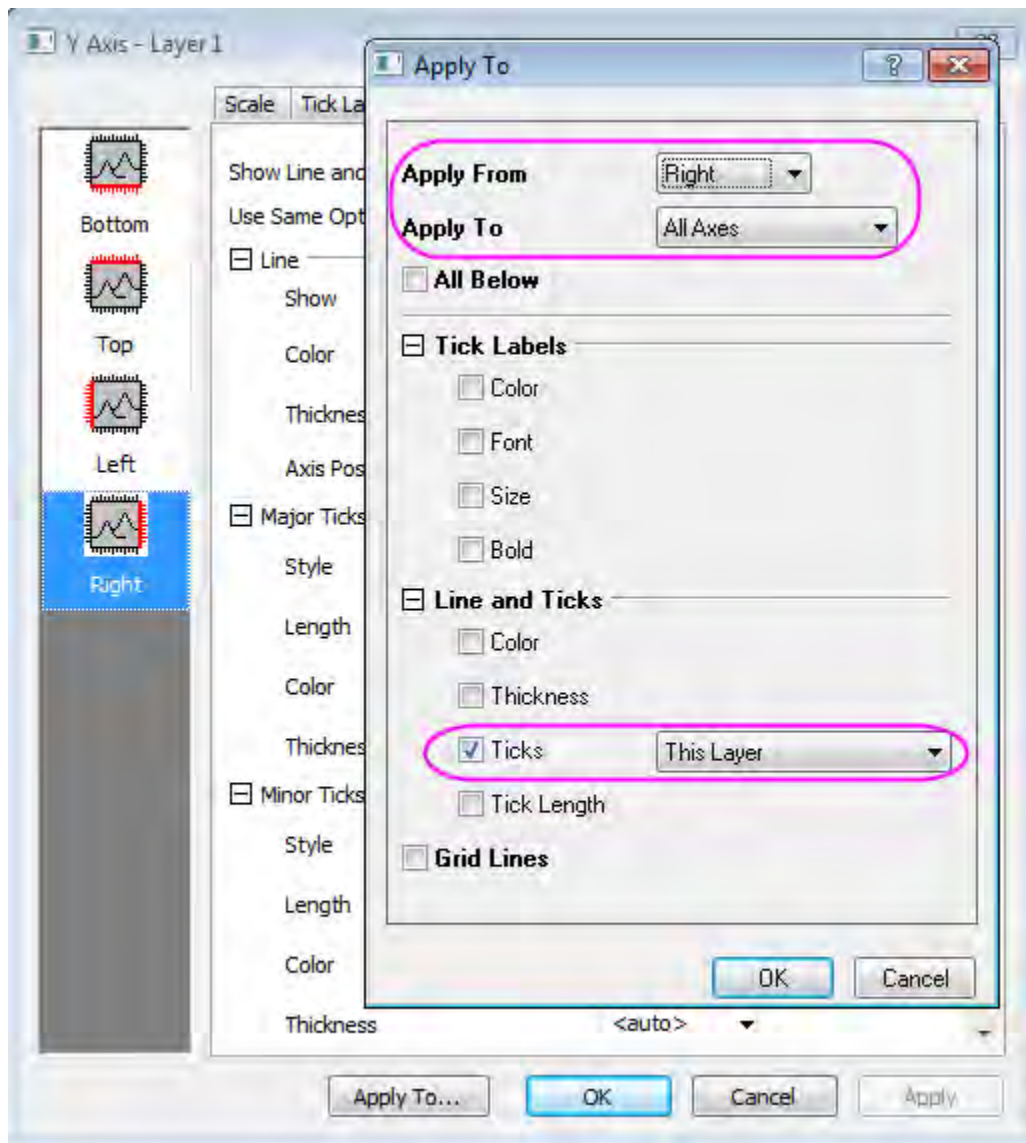 Y Axis - Layer 1
Scale Tick La
Bottom
Top
Left
Right
Show Line and
Use Same Opt
Line
Show
Color
Thicknes
Axis Pos
Major Ticks
Style
Length
Color
Thicknes
Minor Ticks
Style
Length
Color
Thickness <auto>
Apply To... OK Cancel Apply
Apply To
Apply From Right
Apply To All Axes
All Below
Tick Labels
Color
Font
Size
Bold
Line and Ticks
Color
Thickness
Ticks This Layer
Tick Length
Grid Lines
OK Cancel